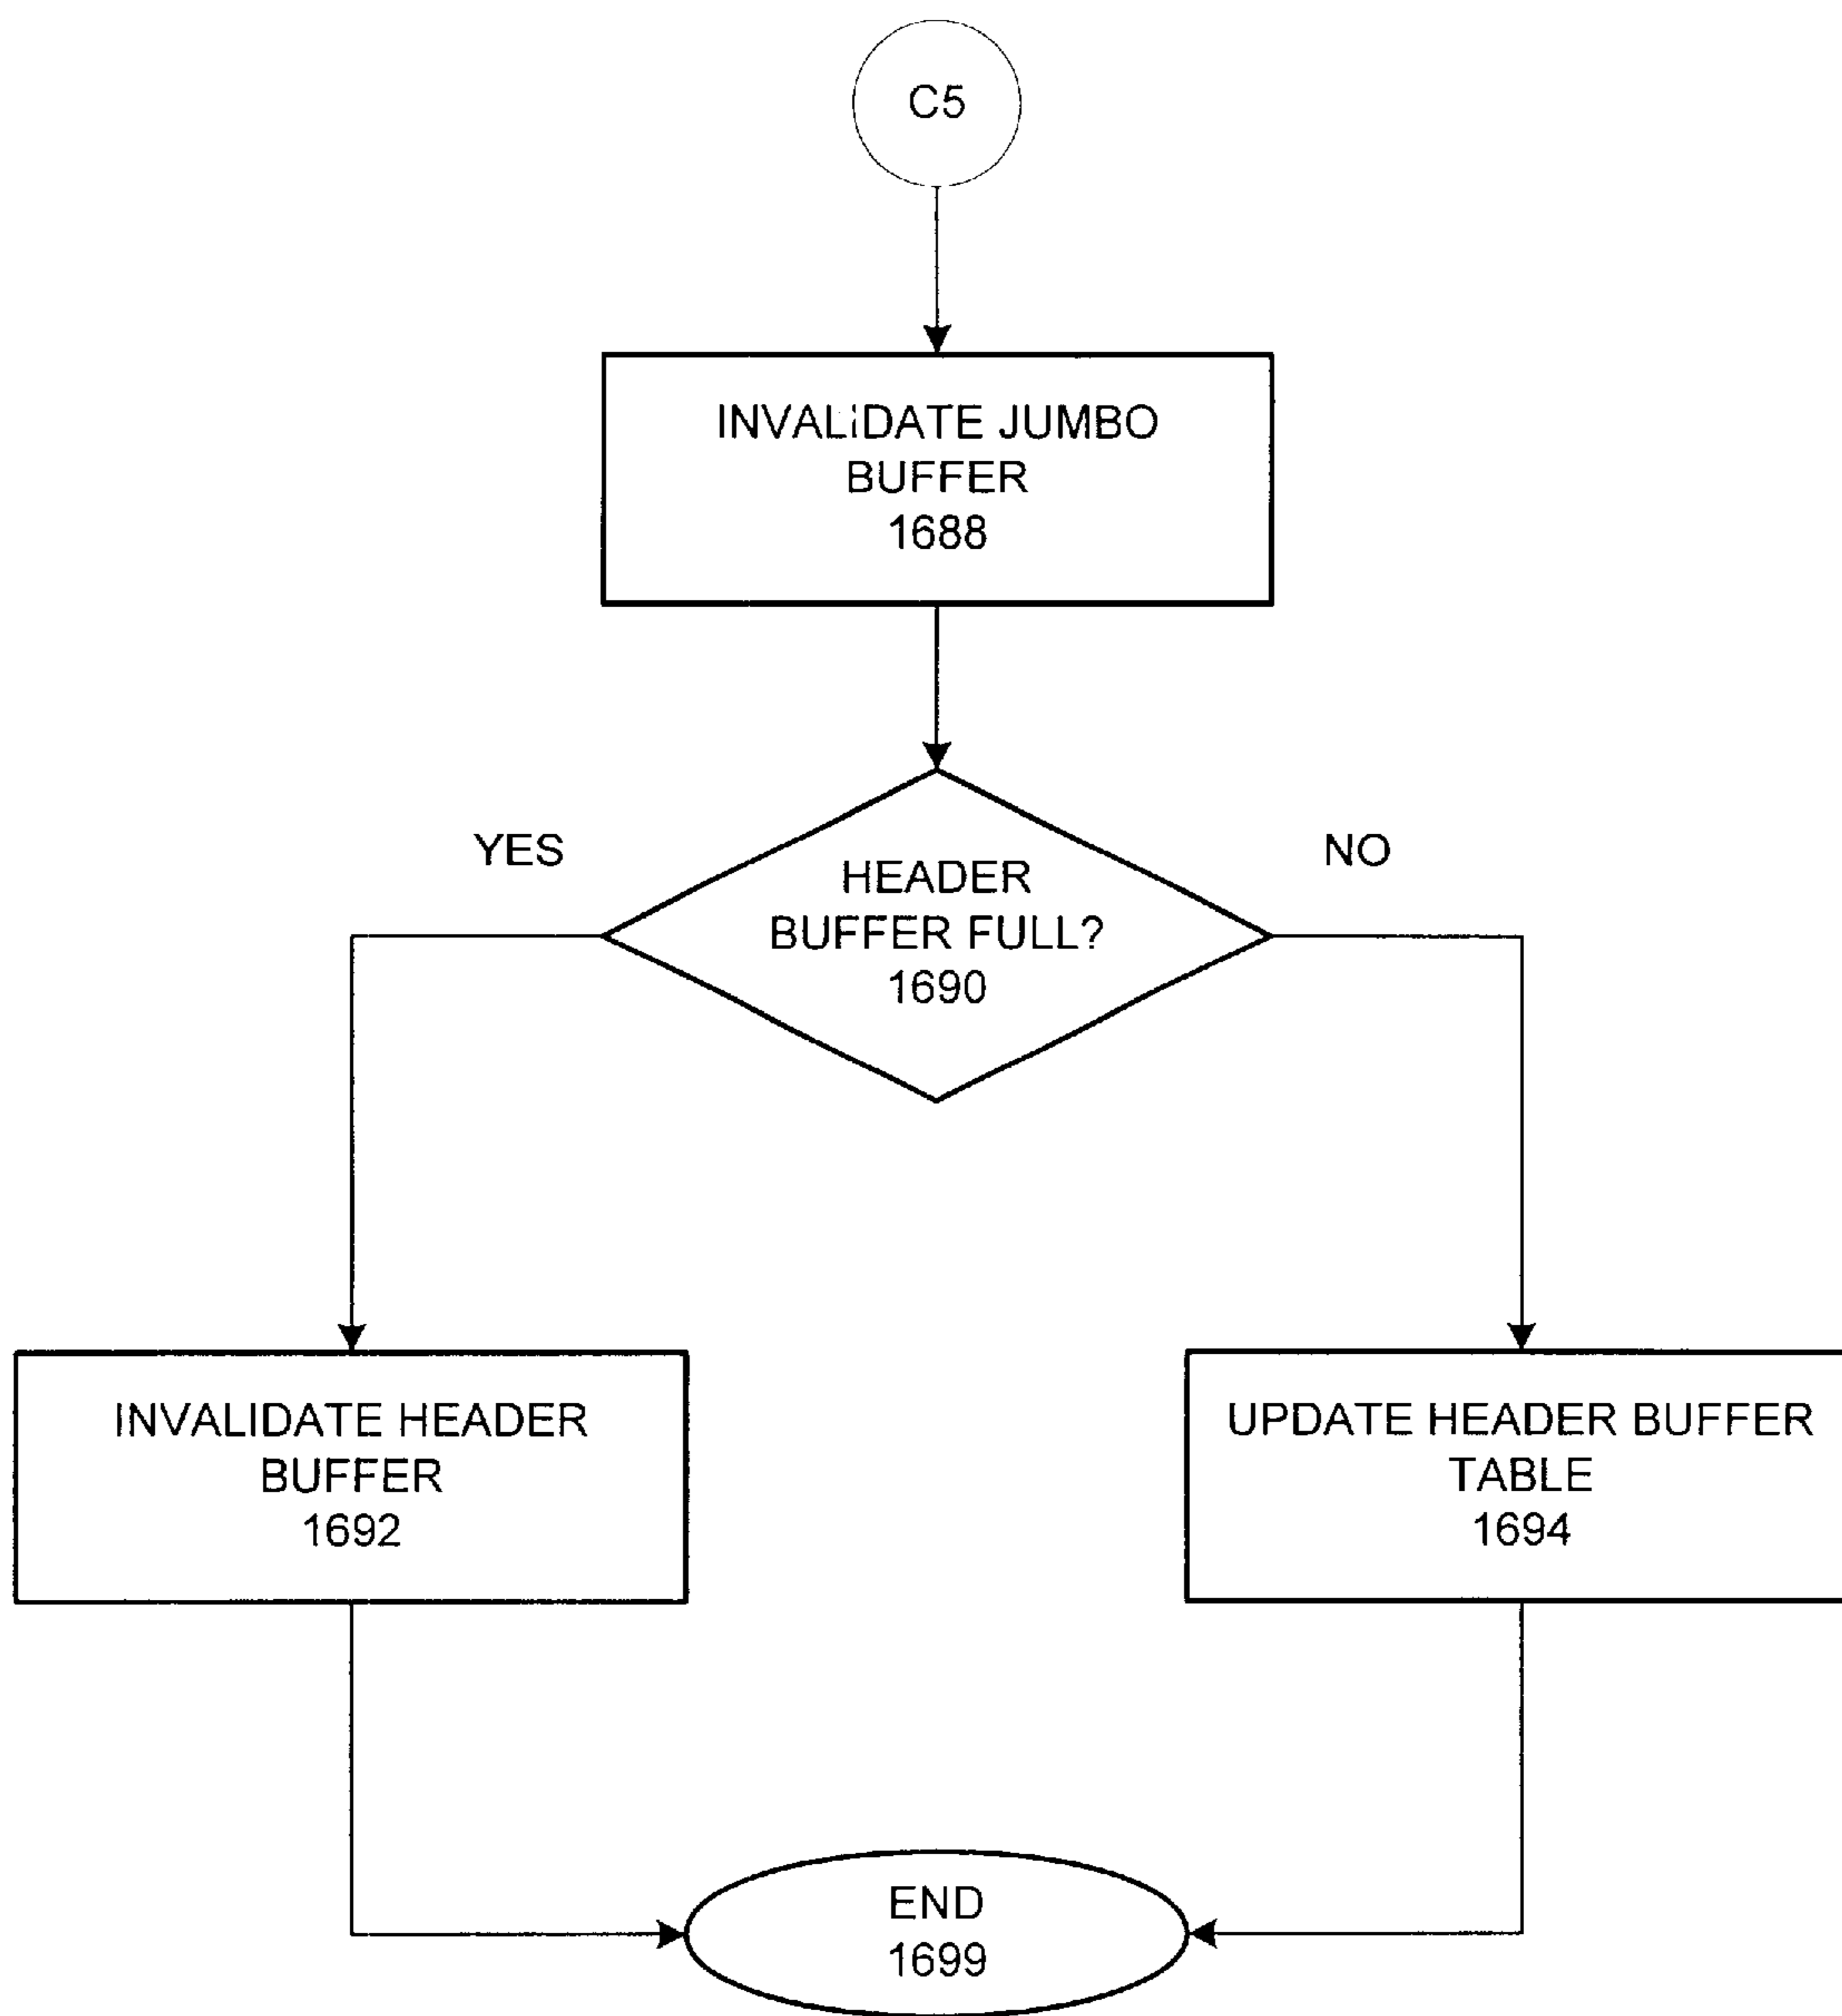 C5
INVALIDATE JUMBO
BUFFER
1688
YES
NO
HEADER
BUFFER FULL?
1690
INVALIDATE HEADER
BUFFER
1692
UPDATE HEADER BUFFER
TABLE
1694
END
1699